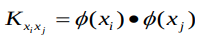 K_{x_i x_j} = ϕ(x_i) • ϕ(x_j)